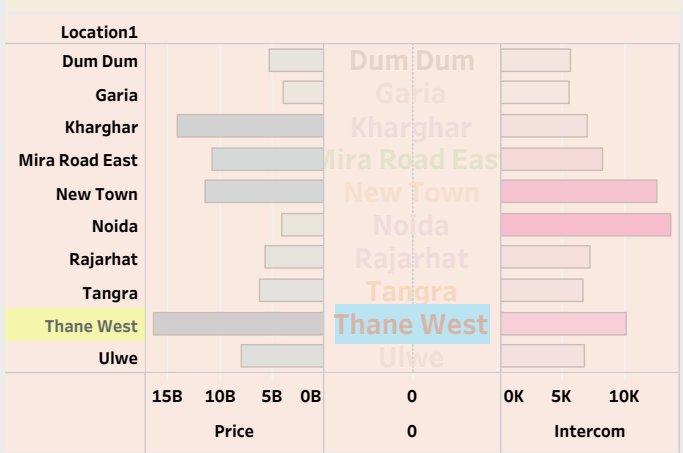 Location1
Dum Dum Dum Dum
Garia Garia
Kharghar Kharghar
Mira Road East Mira Road Eas
New Town New Town
Noida Noida
Rajarhat Rajarhat
Tangra Tangra
Thane West Thane West
Ulwe Ulwe
15B 10B 5B 0B 0 0K 5K 10K
Price 0 Intercom